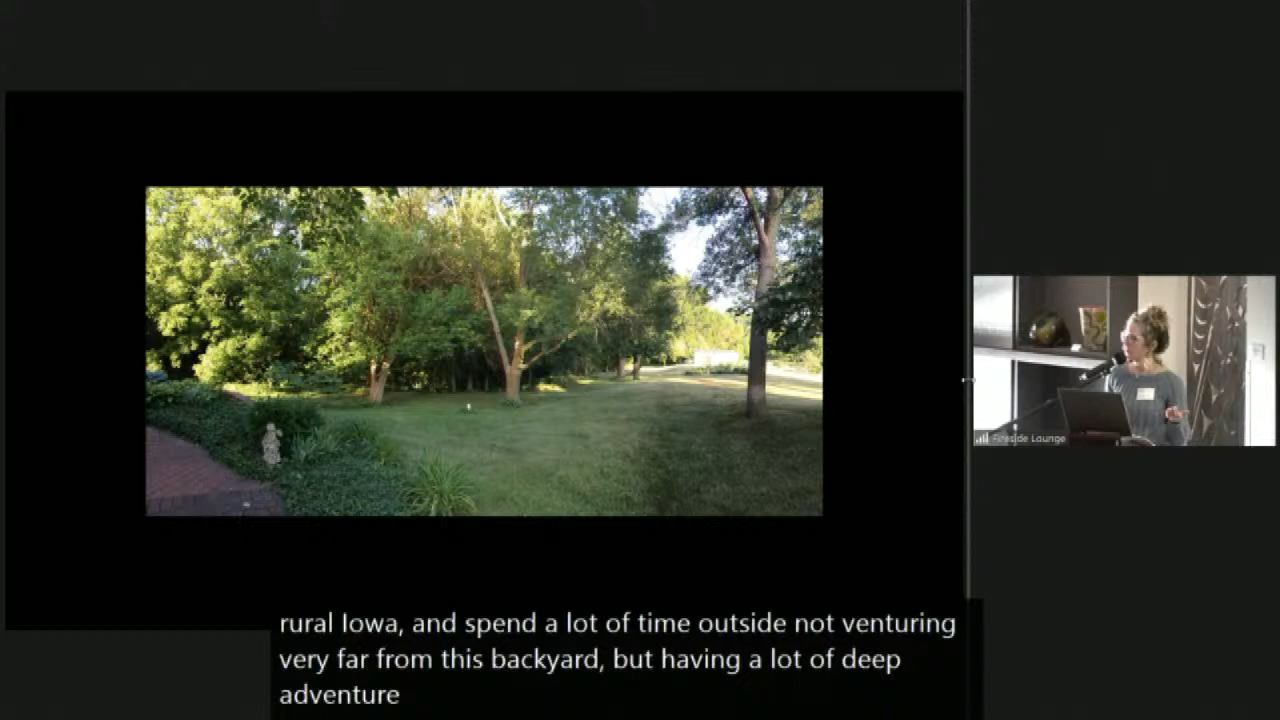 Fireside Lounge
rural Iowa, and spend a lot of time outside not venturing
very far from this backyard, but having a lot of deep
adventure